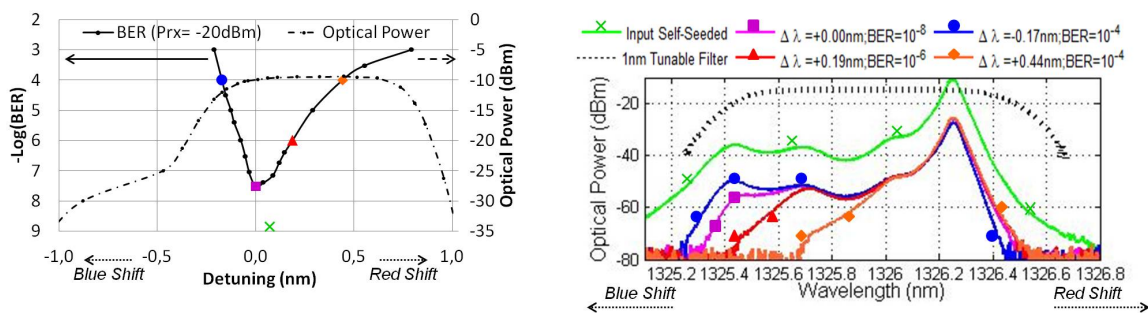 BER (Prx= -20dBm) Optical Power
2
3
4
5
6
7
8
9
-Log(BER)
0
-5
-10
-15
-20
-25
-30
-35
Optical Power (dBm)
-1,0 -0,5 0,0 0,5 1,0
Blue Shift Detuning (nm) Red Shift
Input Self-Seeded Δ λ =+0.00nm;BER=10-8 Δ λ =-0.17nm;BER=10-4
1nm Tunable Filter Δ λ =+0.19nm;BER=10-6 Δ λ =+0.44nm;BER=10-4
Optical Power (dBm)
-20
-40
-60
-80
1325.2 1325.4 1325.6 1325.8 1326 1326.2 1326.4 1326.6 1326.8
Wavelength (nm)
Blue Shift Red Shift